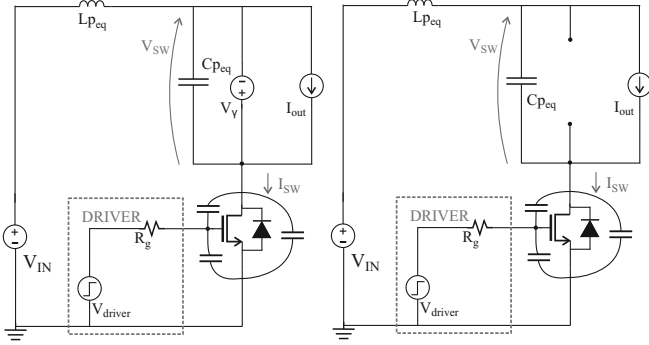 Lp_eq
V_SW
Cp_eq
- +
V_γ
I_out
I_SW
DRIVER
R_g
+ -
V_IN
V_driver
Lp_eq
V_SW
Cp_eq
I_out
I_SW
DRIVER
R_g
+ -
V_IN
V_driver